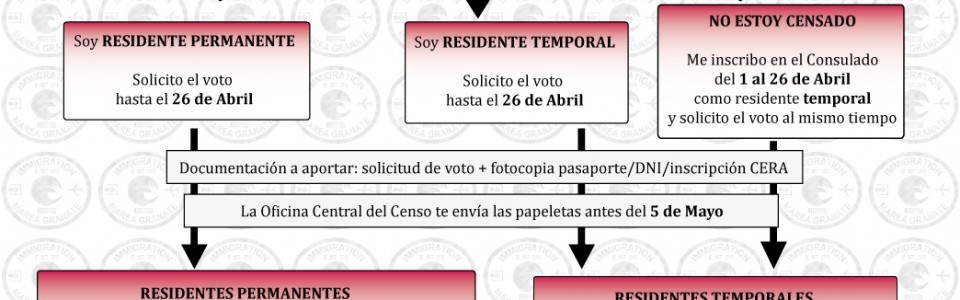 Soy RESIDENTE PERMANENTE
Solicito el voto
hasta el 26 de Abril
Soy RESIDENTE TEMPORAL
Solicito el voto
hasta el 26 de Abril
NO ESTOY CENSADO
Me inscribo en el Consulado
del 1 al 26 de Abril
como residente temporal
y solicito el voto al mismo tiempo
Documentación a aportar: solicitud de voto + fotocopia pasaporte/DNI/inscripción CERA
La Oficina Central del Censo te envía las papeletas antes del 5 de Mayo
RESIDENTES PERMANENTES
RESIDENTES TEMPORALES
IMMIGRATION
MAREA GRANATE